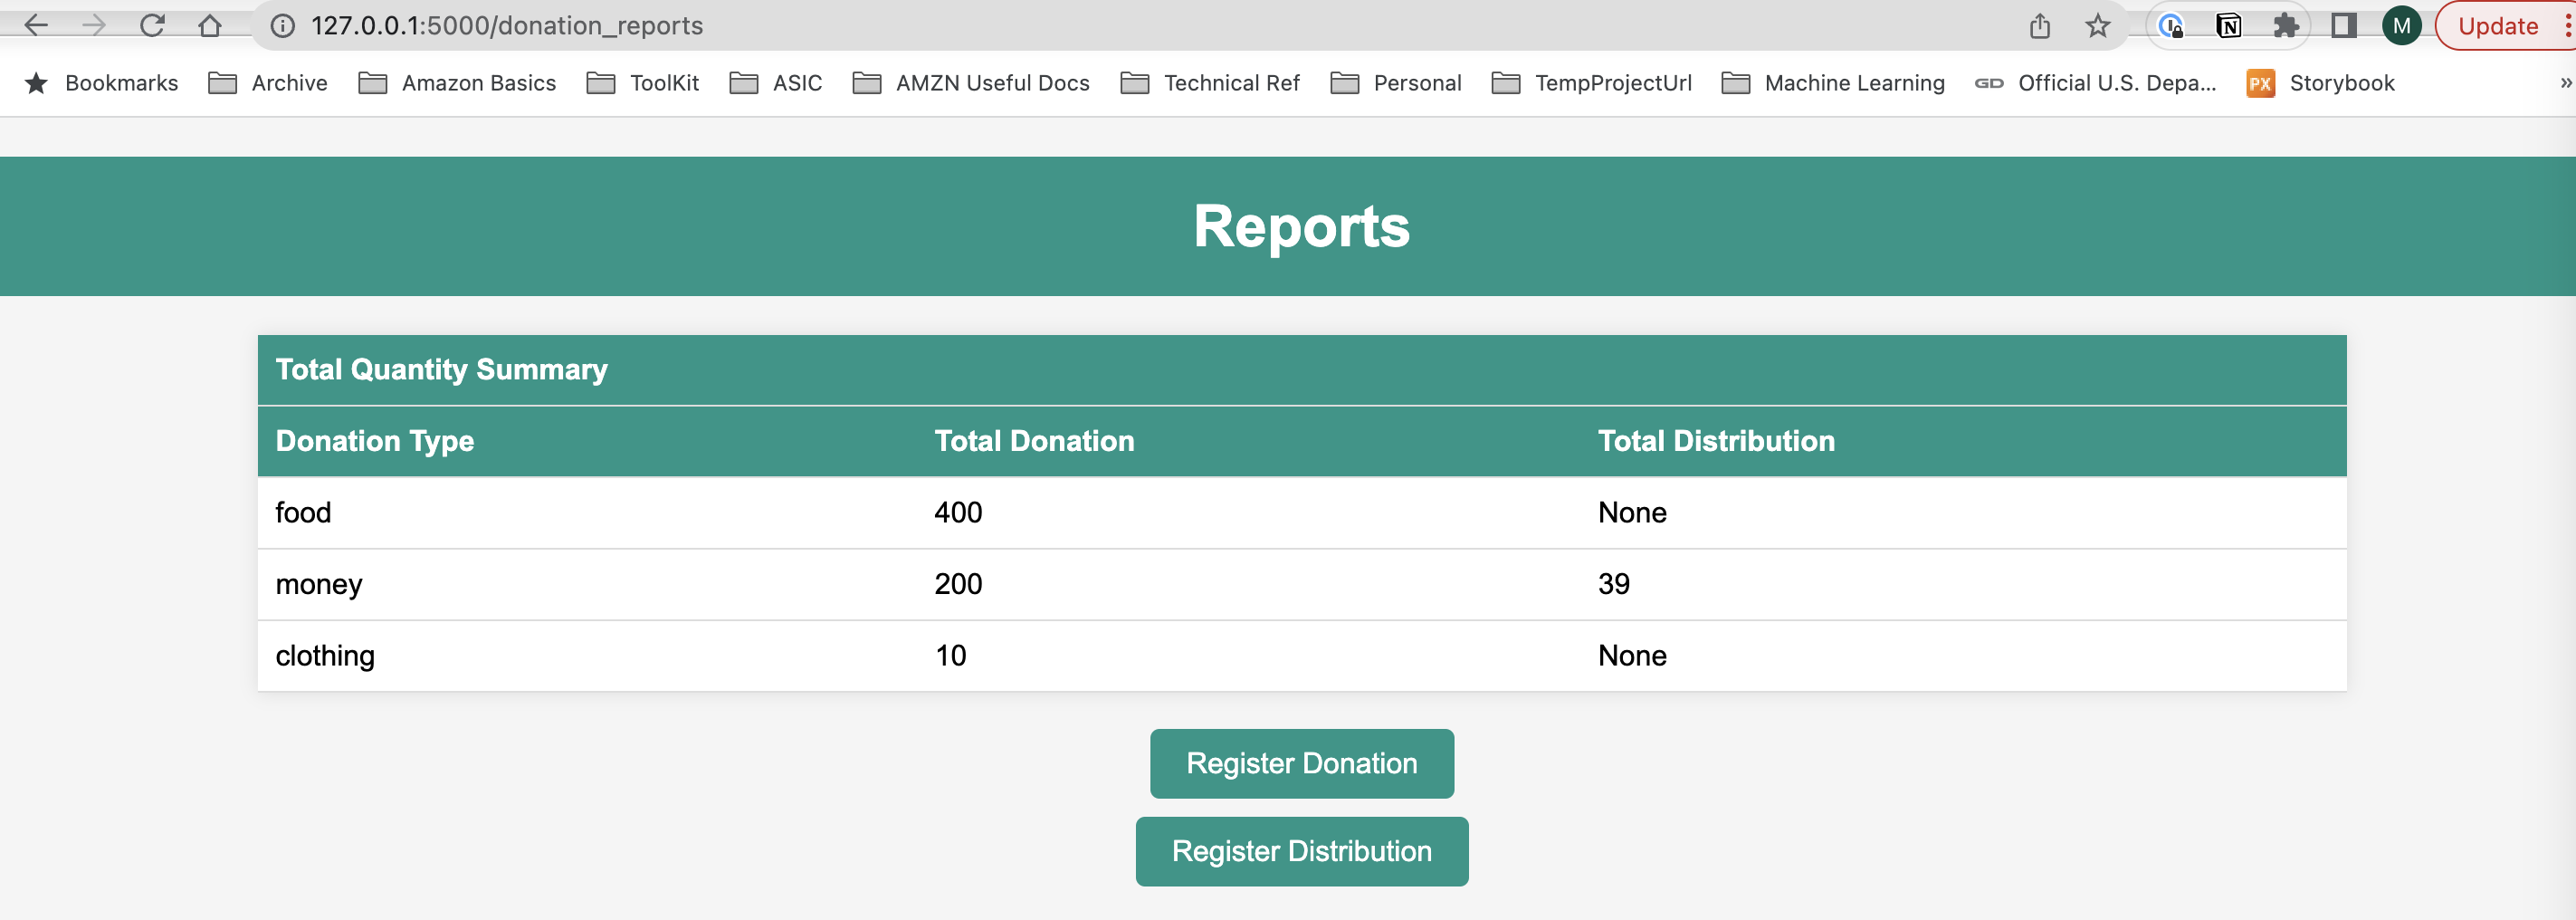 127.0.0.1:5000/donation_reports M Update
Bookmarks Archive Amazon Basics ToolKit ASIC AMZN Useful Docs Technical Ref Personal TempProjectUrl Machine Learning GD Official U.S. Depa... PX Storybook »
Reports
Total Quantity Summary
Donation Type Total Donation Total Distribution
food 400 None
money 200 39
clothing 10 None
Register Donation
Register Distribution